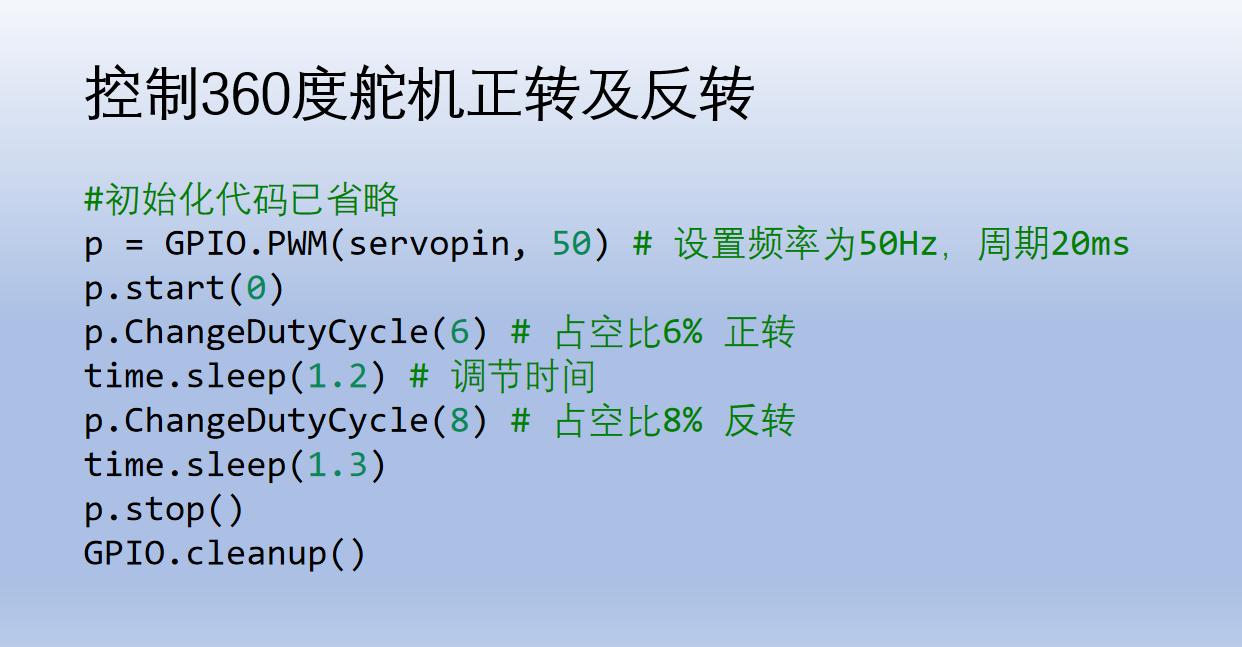 控制360度舵机正转及反转
#初始化代码已省略
p = GPIO.PWM(servopin, 50) # 设置频率为50Hz，周期20ms
p.start(0)
p.ChangeDutyCycle(6) # 占空比6% 正转
time.sleep(1.2) # 调节时间
p.ChangeDutyCycle(8) # 占空比8% 反转
time.sleep(1.3)
p.stop()
GPIO.cleanup()